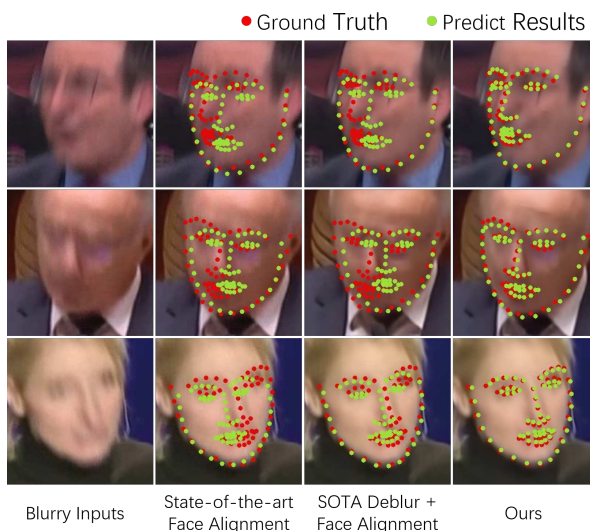 Ground Truth
Predict Results
Blurry Inputs
State-of-the-art
Face Alignment
SOTA Deblur +
Face Alignment
Ours